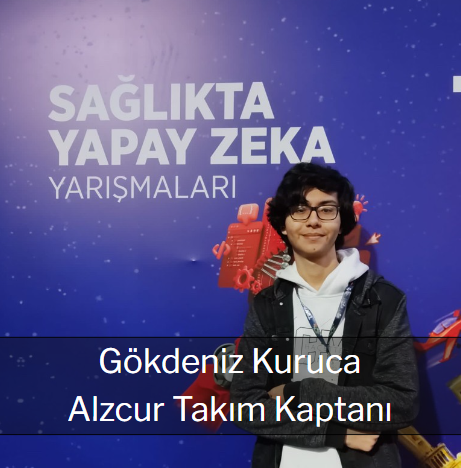 SAĞLIKTA
YAPAY ZEKA
YARIŞMALARI
Gökdeniz Kuruca
Alzcur Takım Kaptanı